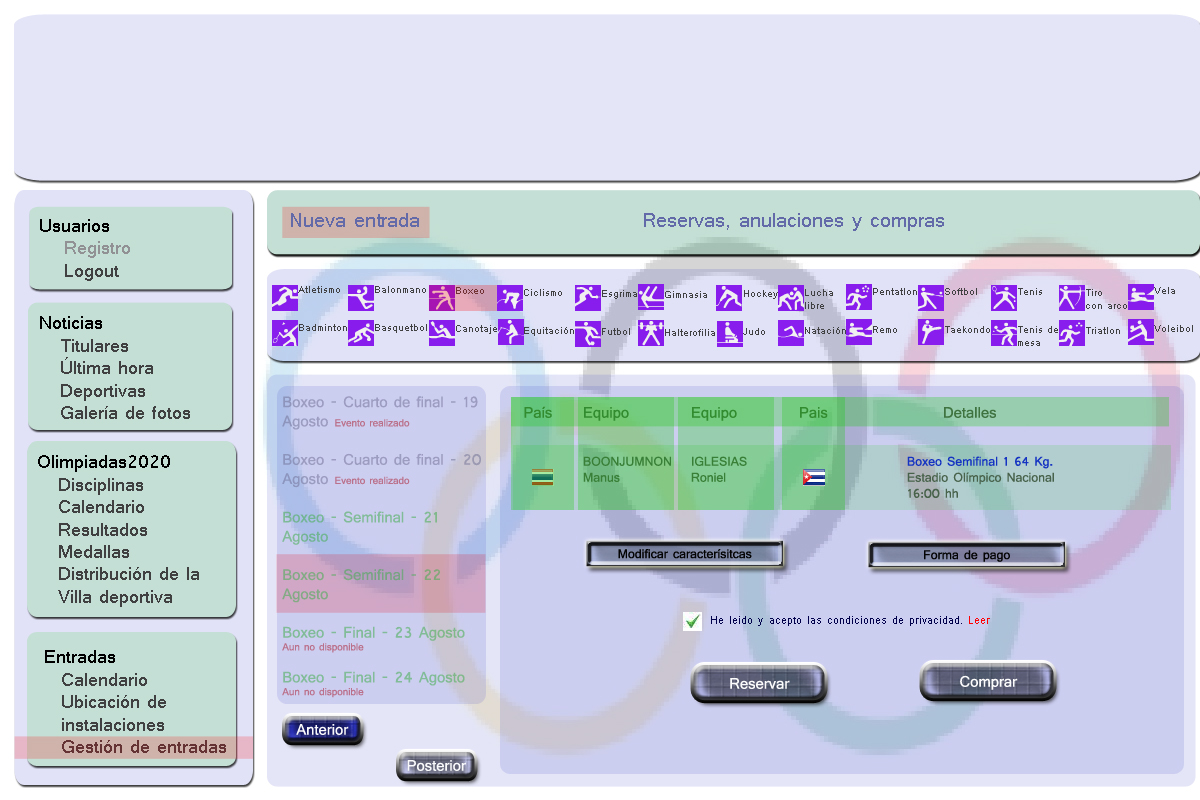 Usuarios
Registro
Logout
Noticias
Titulares
Última hora
Deportivas
Galería de fotos
Olimpiadas2020
Disciplinas
Calendario
Resultados
Medallas
Distribución de la
Villa deportiva
Entradas
Calendario
Ubicación de
instalaciones
Gestión de entradas
Nueva entrada
Reservas, anulaciones y compras
Atletismo
Balonmano
Boxeo
Ciclismo
Esgrima
Gimnasia
Hockey
Lucha
libre
Pentatlon
Softbol
Tenis
Tiro
con arco
Vela
Badminton
Basquetbol
Canotaje
Equitación
Futbol
Halterofilia
Judo
Natación
Remo
Taekondo
Tenis de
mesa
Triatlon
Voleibol
Boxeo - Cuarto de final - 19
Agosto Evento realizado
Boxeo - Cuarto de final - 20
Agosto Evento realizado
Boxeo - Semifinal - 21
Agosto
Boxeo - Semifinal - 22
Agosto
Boxeo - Final - 23 Agosto
Aun no disponible
Boxeo - Final - 24 Agosto
Aun no disponible
Anterior
Posterior
País Equipo Equipo Pais Detalles
BOONJUMNON
Manus
IGLESIAS
Roniel
Boxeo Semifinal 1 64 Kg.
Estadio Olímpico Nacional
16:00 hh
Modificar caracterísitcas
Forma de pago
He leido y acepto las condiciones de privacidad. Leer
Reservar
Comprar